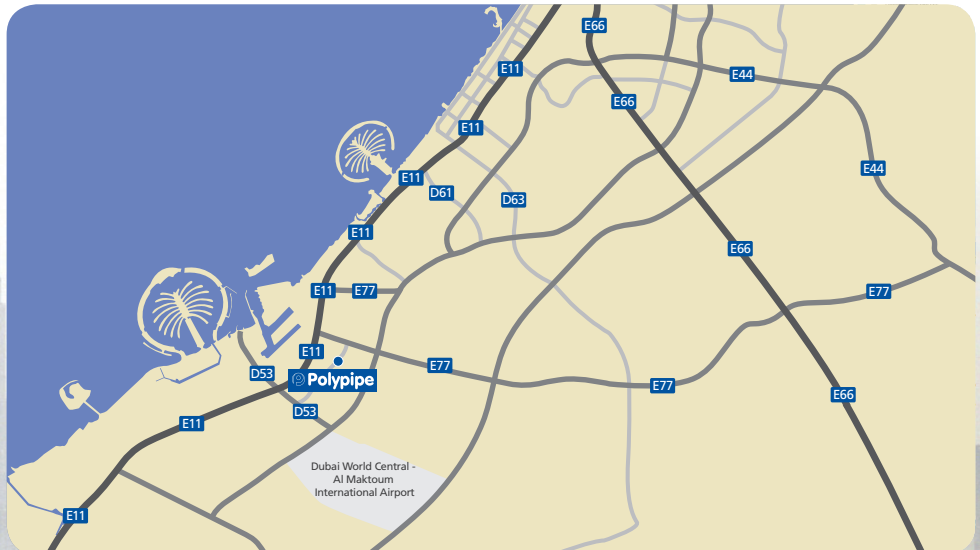 E66
E11
E44
E66
E11
E44
E11
D61
D63
E11
E66
E11
E77
E77
E11
E77
D53
Polypipe
E77
E66
D53
E11
Dubai World Central -
Al Maktoum
International Airport
E11